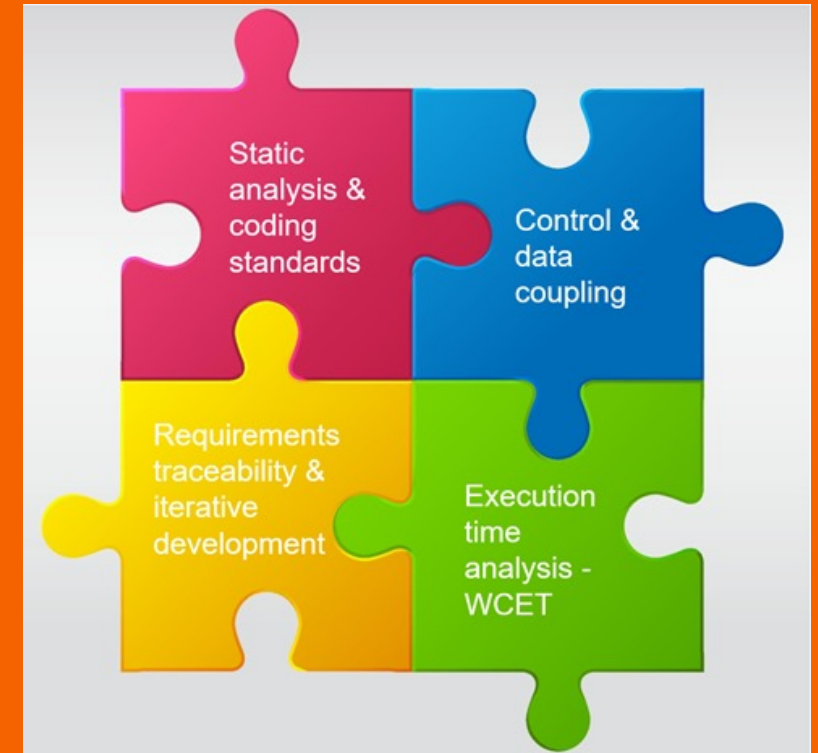 Static
analysis &
coding
standards
Control &
data
coupling
Requirements
traceability &
iterative
development
Execution
time
analysis -
WCET